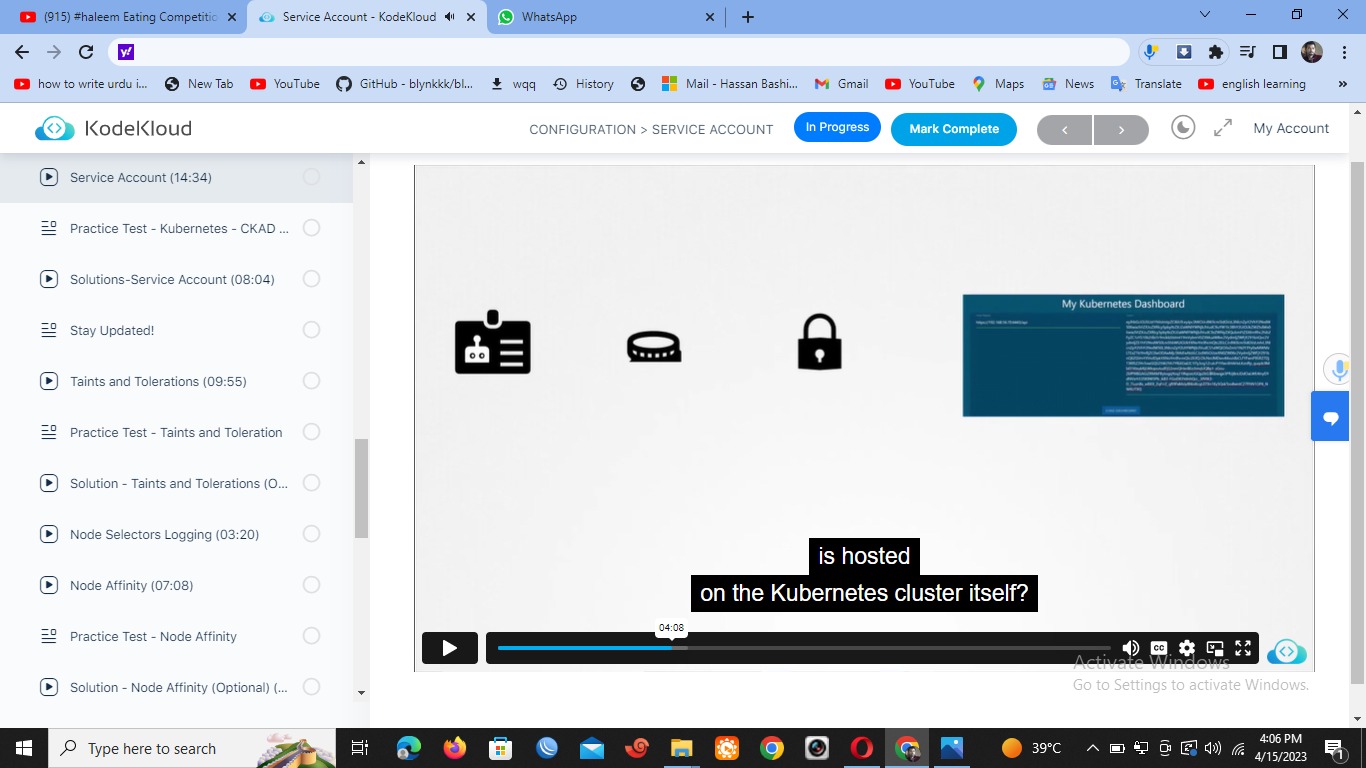 (915) #haleem Eating Competitic
Service Account - KodeKloud
WhatsApp
y!
how to write urdu i...
New Tab
YouTube
GitHub - blynkkk/bl...
wqq
History
Mail - Hassan Bashi...
Gmail
YouTube
Maps
News
Translate
english learning
»
KodeKloud
CONFIGURATION > SERVICE ACCOUNT
In Progress
Mark Complete
My Account
Service Account (14:34)
Practice Test - Kubernetes - CKAD ...
Solutions-Service Account (08:04)
Stay Updated!
Taints and Tolerations (09:55)
Practice Test - Taints and Toleration
Solution - Taints and Tolerations (O...
Node Selectors Logging (03:20)
Node Affinity (07:08)
Practice Test - Node Affinity
Solution - Node Affinity (Optional) (...
My Kubernetes Dashboard
is hosted
on the Kubernetes cluster itself?
04:08
CC
Activate Windows
Go to Settings to activate Windows.
Type here to search
39°C
4:06 PM
4/15/2023
1